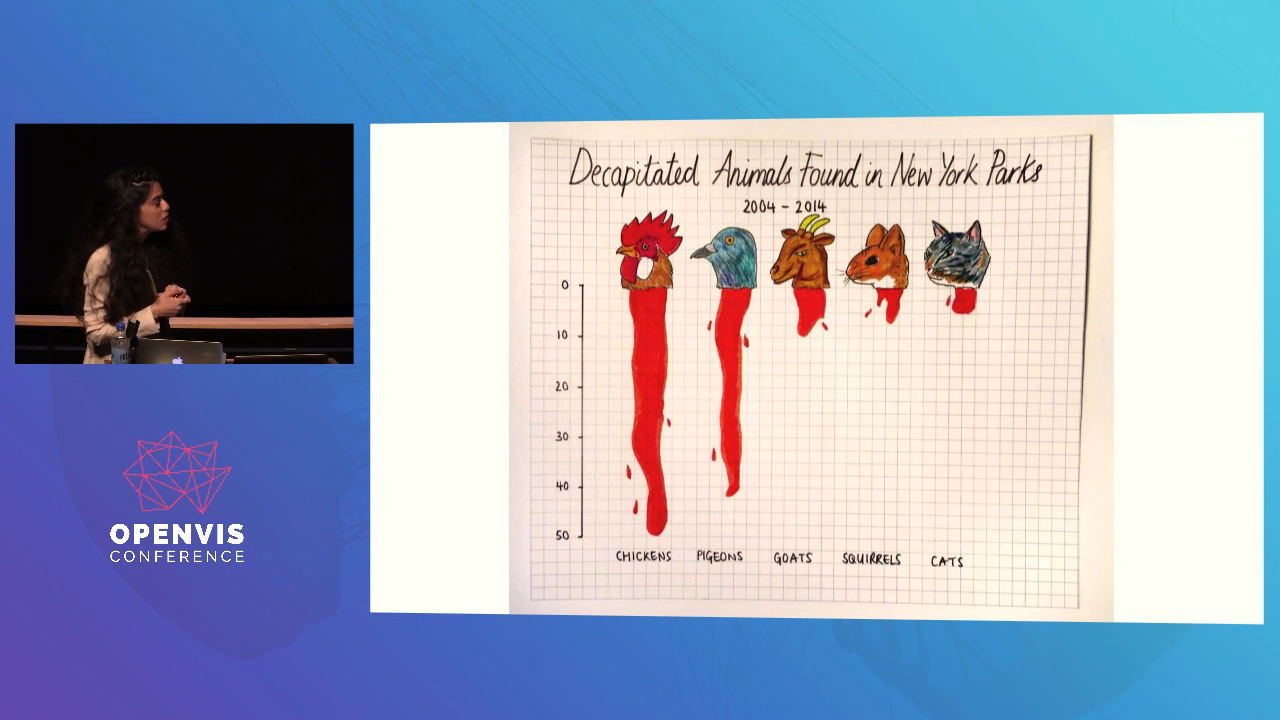 Decapitated Animals Found in New York Parks
2004 - 2014
0
10
20
30
40
50
CHICKENS PIGEONS GOATS SQUIRRELS CATS
OPENVIS
CONFERENCE